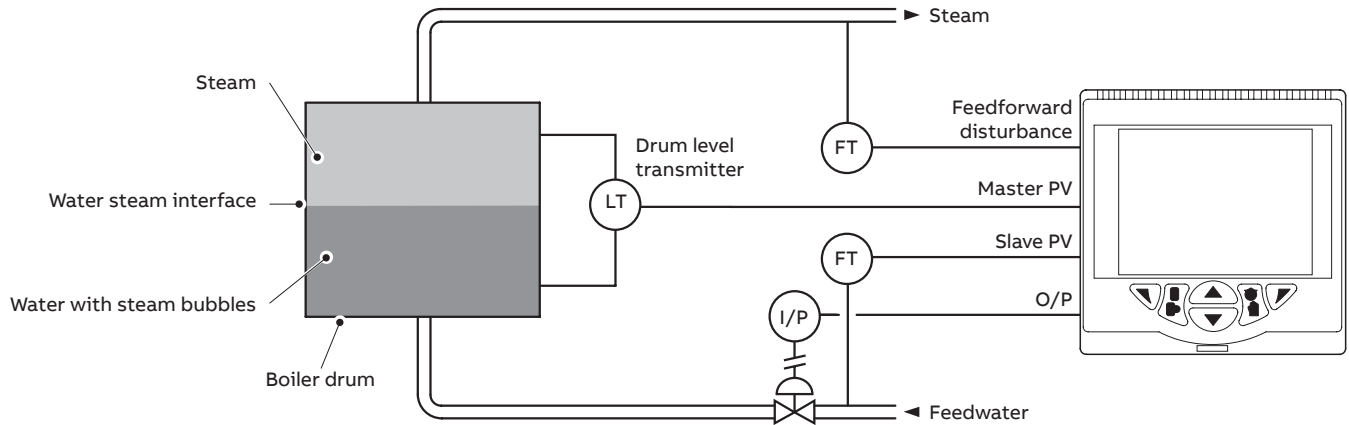 ► Steam
Steam
Feedforward
disturbance
FT
Drum level
transmitter
Master PV
Water steam interface
LT
Slave PV
FT
Water with steam bubbles
O/P
I/P
Boiler drum
◄ Feedwater